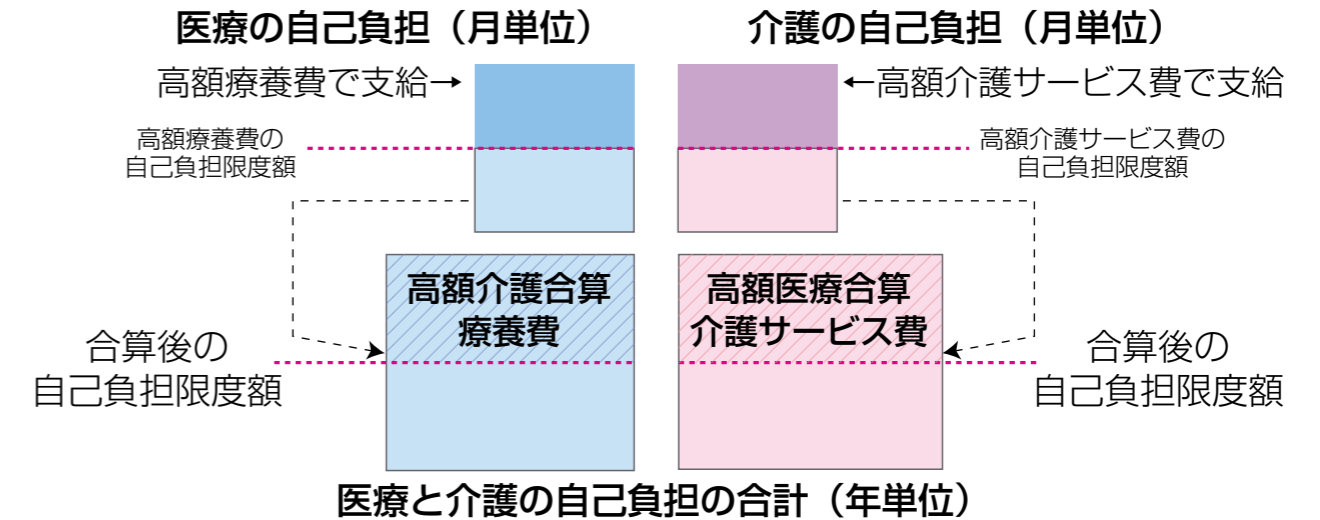 医療の自己負担（月単位）
介護の自己負担（月単位）
高額療養費で支給→
←高額介護サービス費で支給
高額療養費の
自己負担限度額
高額介護サービス費の
自己負担限度額
高額介護合算
療養費
高額医療合算
介護サービス費
合算後の
自己負担限度額
合算後の
自己負担限度額
医療と介護の自己負担の合計（年単位）